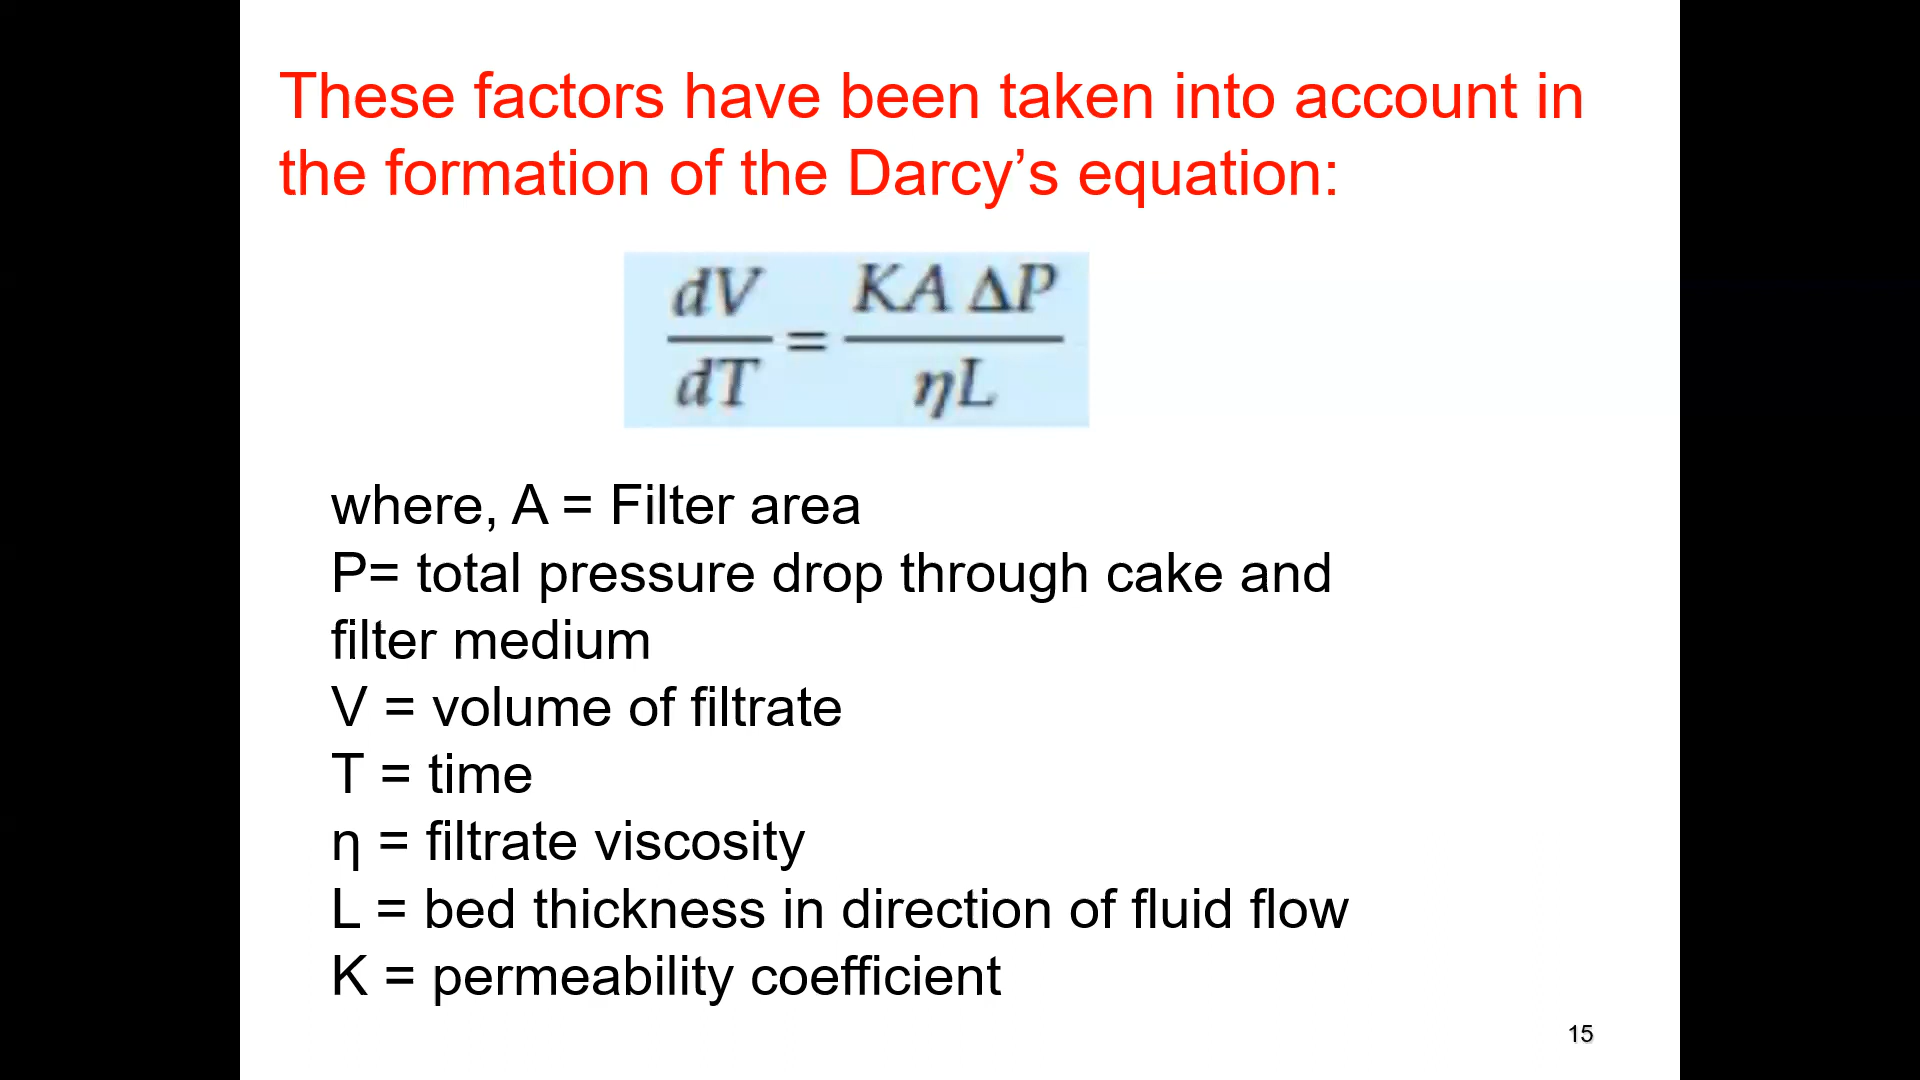 These factors have been taken into account in
the formation of the Darcy’s equation:
dV/dT = KA ΔP/ηL
where, A = Filter area
P= total pressure drop through cake and
filter medium
V = volume of filtrate
T = time
η = filtrate viscosity
L = bed thickness in direction of fluid flow
K = permeability coefficient
15